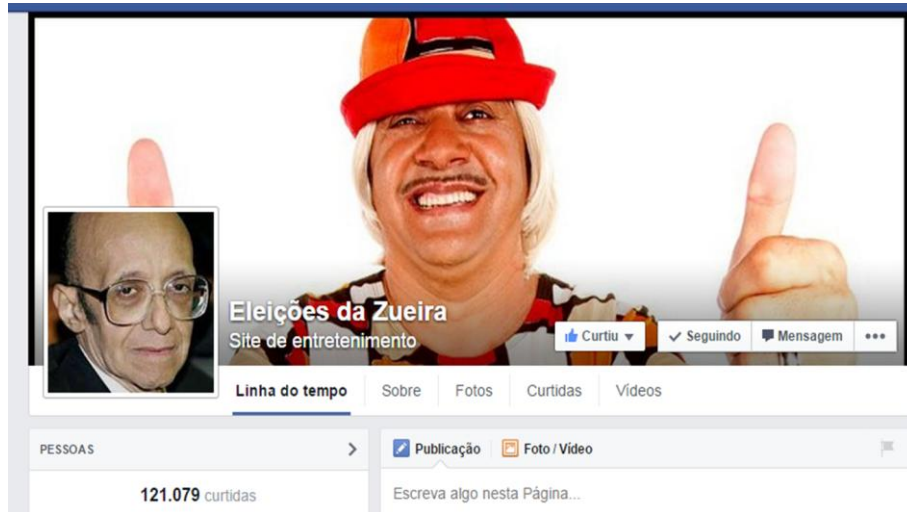 Eleições da Zueira
Site de entretenimento
Curtiu
Seguindo
Mensagem
Linha do tempo
Sobre
Fotos
Curtidas
Vídeos
PESSOAS
121.079 curtidas
Publicação
Foto / Vídeo
Escreva algo nesta Página...